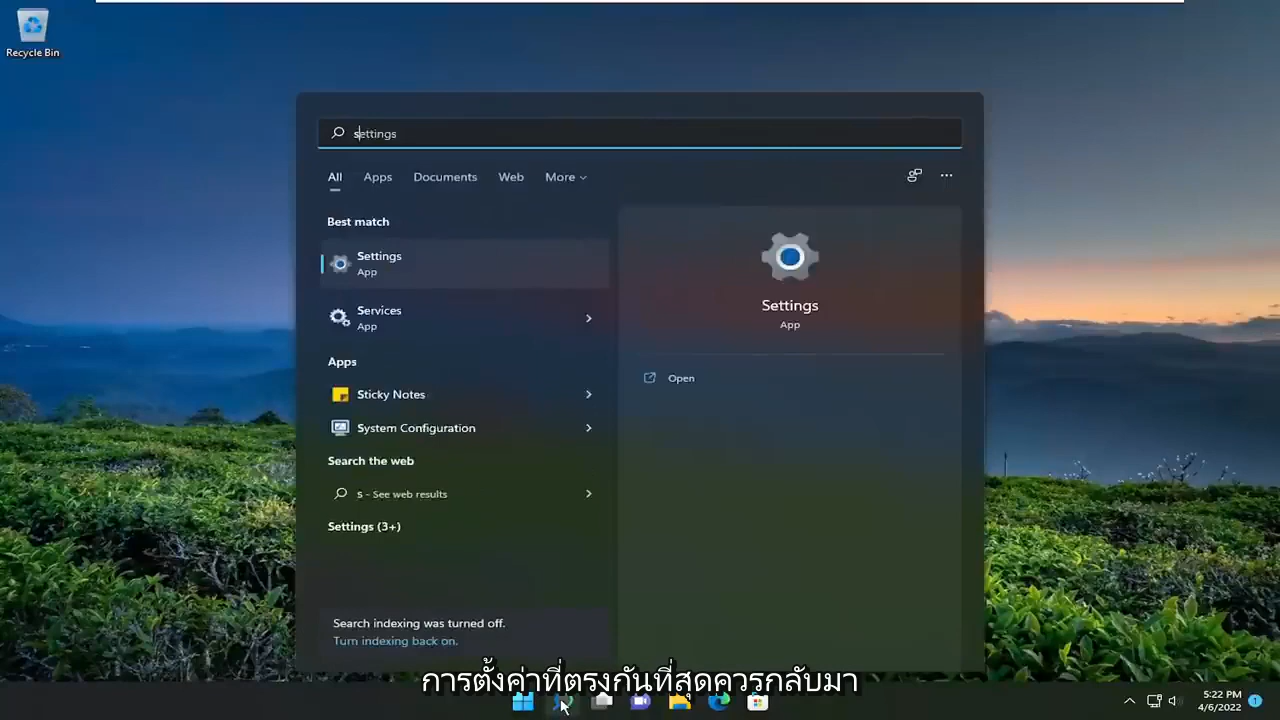 Recycle Bin
settings
All Apps Documents Web More
Best match
Settings
App
Services
App
Apps
Sticky Notes
System Configuration
Search the web
s - See web results
Settings (3+)
Search indexing was turned off.
Turn indexing back on.
Settings
App
Open
การตั้งค่าที่ตรงกันที่สุดควรกลับมา
5:22 PM
4/6/2022
1